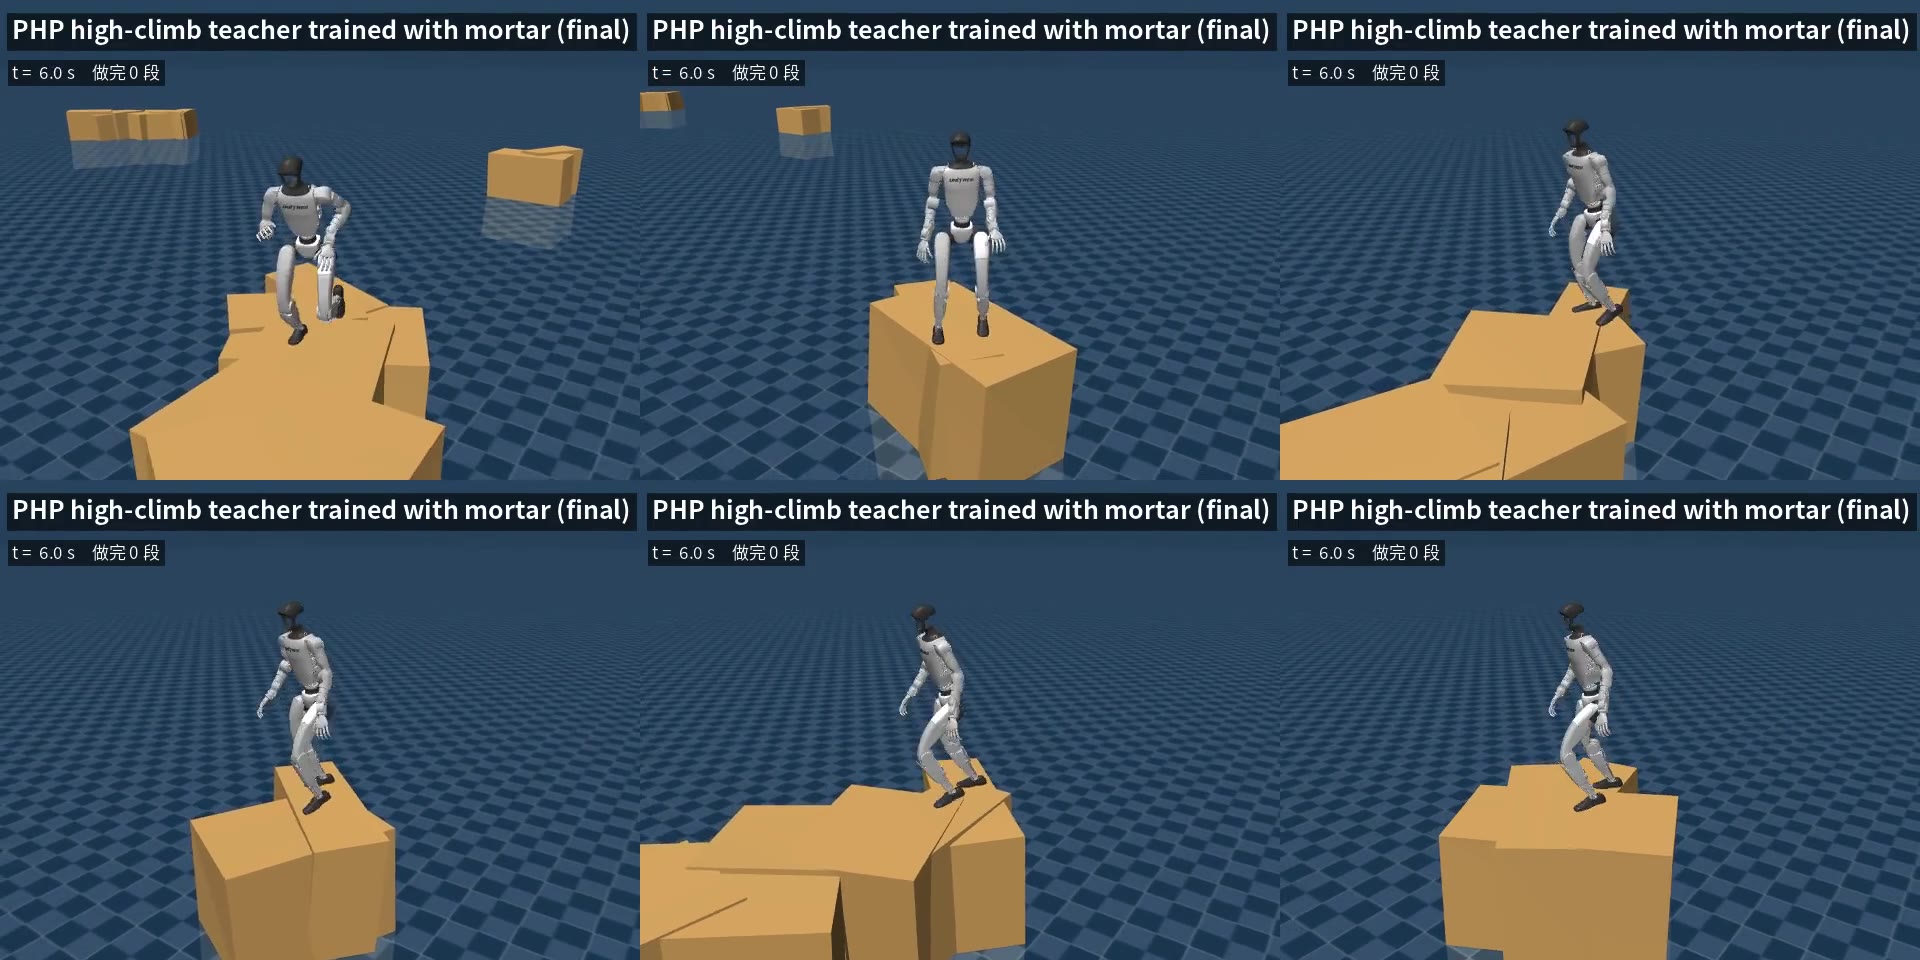 PHP high-climb teacher trained with mortar (final)
t = 6.0 s 做完 0 段
PHP high-climb teacher trained with mortar (final)
t = 6.0 s 做完 0 段
PHP high-climb teacher trained with mortar (final)
t = 6.0 s 做完 0 段
PHP high-climb teacher trained with mortar (final)
t = 6.0 s 做完 0 段
PHP high-climb teacher trained with mortar (final)
t = 6.0 s 做完 0 段
PHP high-climb teacher trained with mortar (final)
t = 6.0 s 做完 0 段